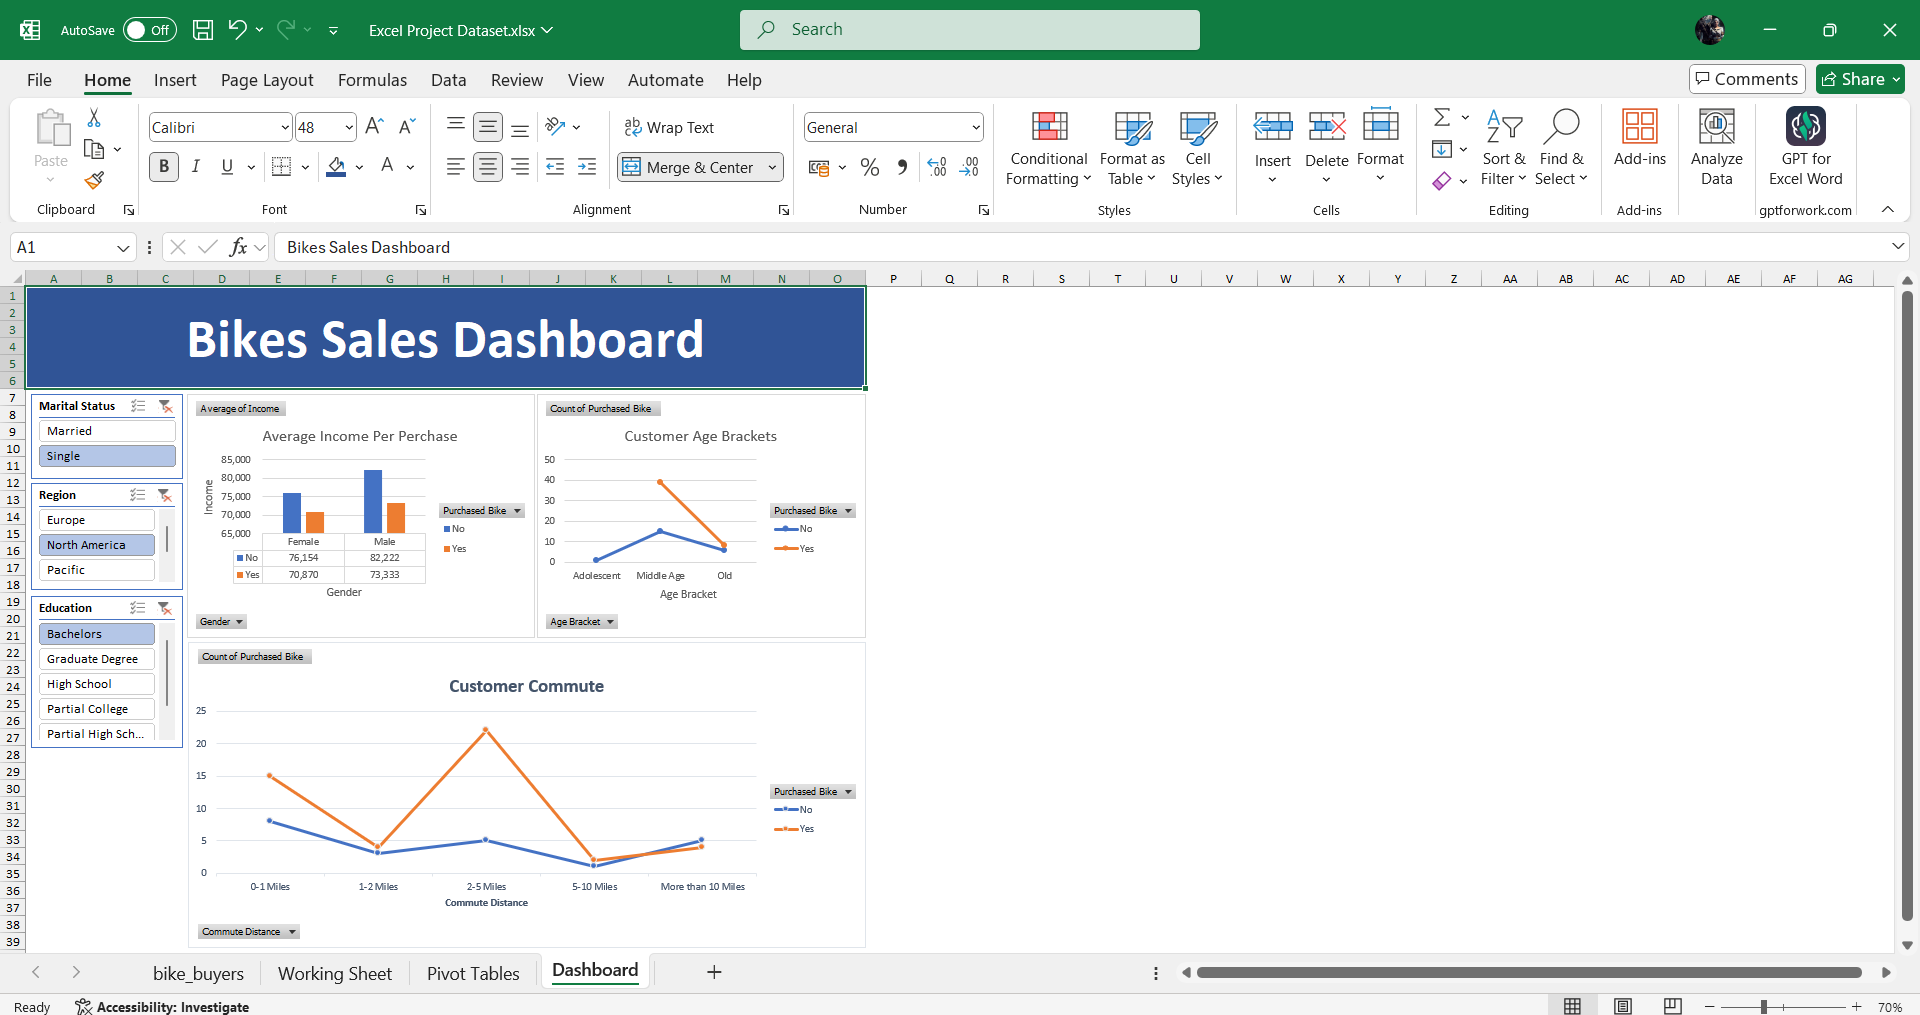 AutoSave Off Excel Project Dataset.xlsx Search
File Home Insert Page Layout Formulas Data Review View Automate Help Comments Share
Paste
Clipboard
Calibri 48
B I U A
Font
Wrap Text
Merge & Center
Alignment
General
% .00 .00
Number
Conditional Formatting
Format as Table
Cell Styles
Styles
Insert Delete Format
Cells
Sort & Filter
Find & Select
Editing
Add-ins
Add-ins
Analyze Data
GPT for Excel Word
gptforwork.com
A1 fx Bikes Sales Dashboard
A B C D E F G H I J K L M N O P Q R S T U V W X Y Z AA AB AC AD AE AF AG
1
2
3
4
5
6
7
8
9
10
11
12
13
14
15
16
17
18
19
20
21
22
23
24
25
26
27
28
29
30
31
32
33
34
35
36
37
38
39
Bikes Sales Dashboard
Marital Status
Married
Single
Region
Europe
North America
Pacific
Education
Bachelors
Graduate Degree
High School
Partial College
Partial High Sch...
Average of Income
Average Income Per Perchase
85,000
80,000
75,000
70,000
65,000
Income
Female Male
No 76,154 82,222
Yes 70,870 73,333
Gender
Purchased Bike
No
Yes
Gender
Count of Purchased Bike
Customer Age Brackets
50
40
30
20
10
0
Adolescent Middle Age Old
Age Bracket
Purchased Bike
No
Yes
Age Bracket
Count of Purchased Bike
Customer Commute
25
20
15
10
5
0
0-1 Miles 1-2 Miles 2-5 Miles 5-10 Miles More than 10 Miles
Commute Distance
Purchased Bike
No
Yes
Commute Distance
bike_buyers Working Sheet Pivot Tables Dashboard
Ready Accessibility: Investigate 70%